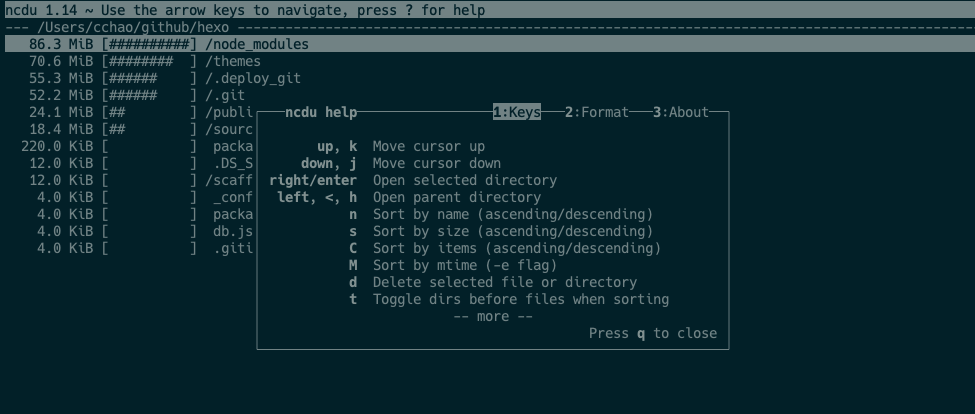 ncdu 1.14 ~ Use the arrow keys to navigate, press ? for help
--- /Users/cchao/github/hexo ---
86.3 MiB [##########] /node_modules
70.6 MiB [########  ] /themes
55.3 MiB [######    ] /.deploy_git
52.2 MiB [######    ] /.git
24.1 MiB [##        ] /publi
18.4 MiB [##        ] /sourc
220.0 KiB [          ] packa
12.0 KiB [          ] .DS_S
12.0 KiB [          ] /scaff
4.0 KiB [          ] _conf
4.0 KiB [          ] packa
4.0 KiB [          ] db.js
4.0 KiB [          ] .giti
ncdu help 1:Keys 2:Format 3:About
up, k Move cursor up
down, j Move cursor down
right/enter Open selected directory
left, <, h Open parent directory
n Sort by name (ascending/descending)
s Sort by size (ascending/descending)
C Sort by items (ascending/descending)
M Sort by mtime (-e flag)
d Delete selected file or directory
t Toggle dirs before files when sorting
-- more --
Press q to close